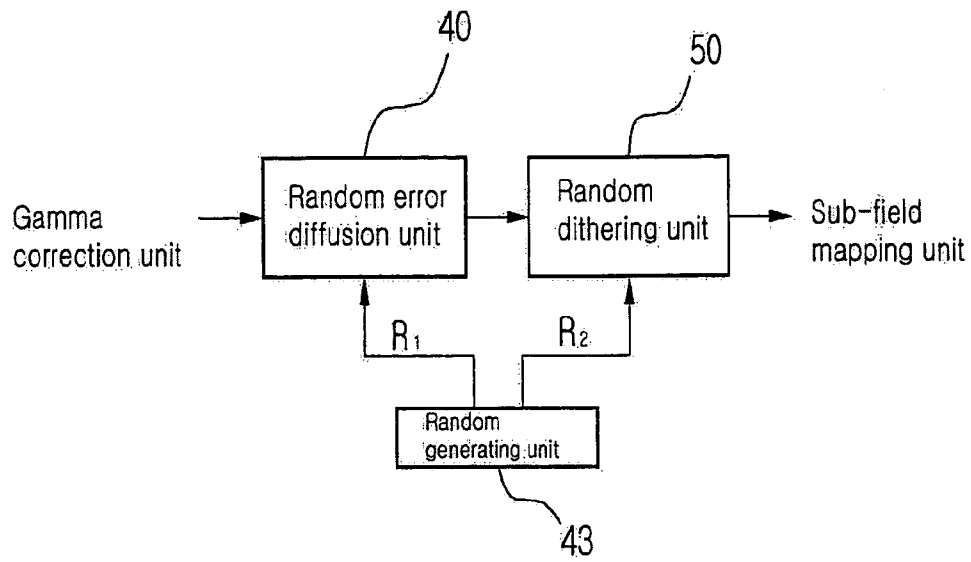 40
50
Gamma
correction unit
Random error
diffusion unit
Random
dithering unit
Sub-field
mapping unit
R1
R2
Random
generating unit
43